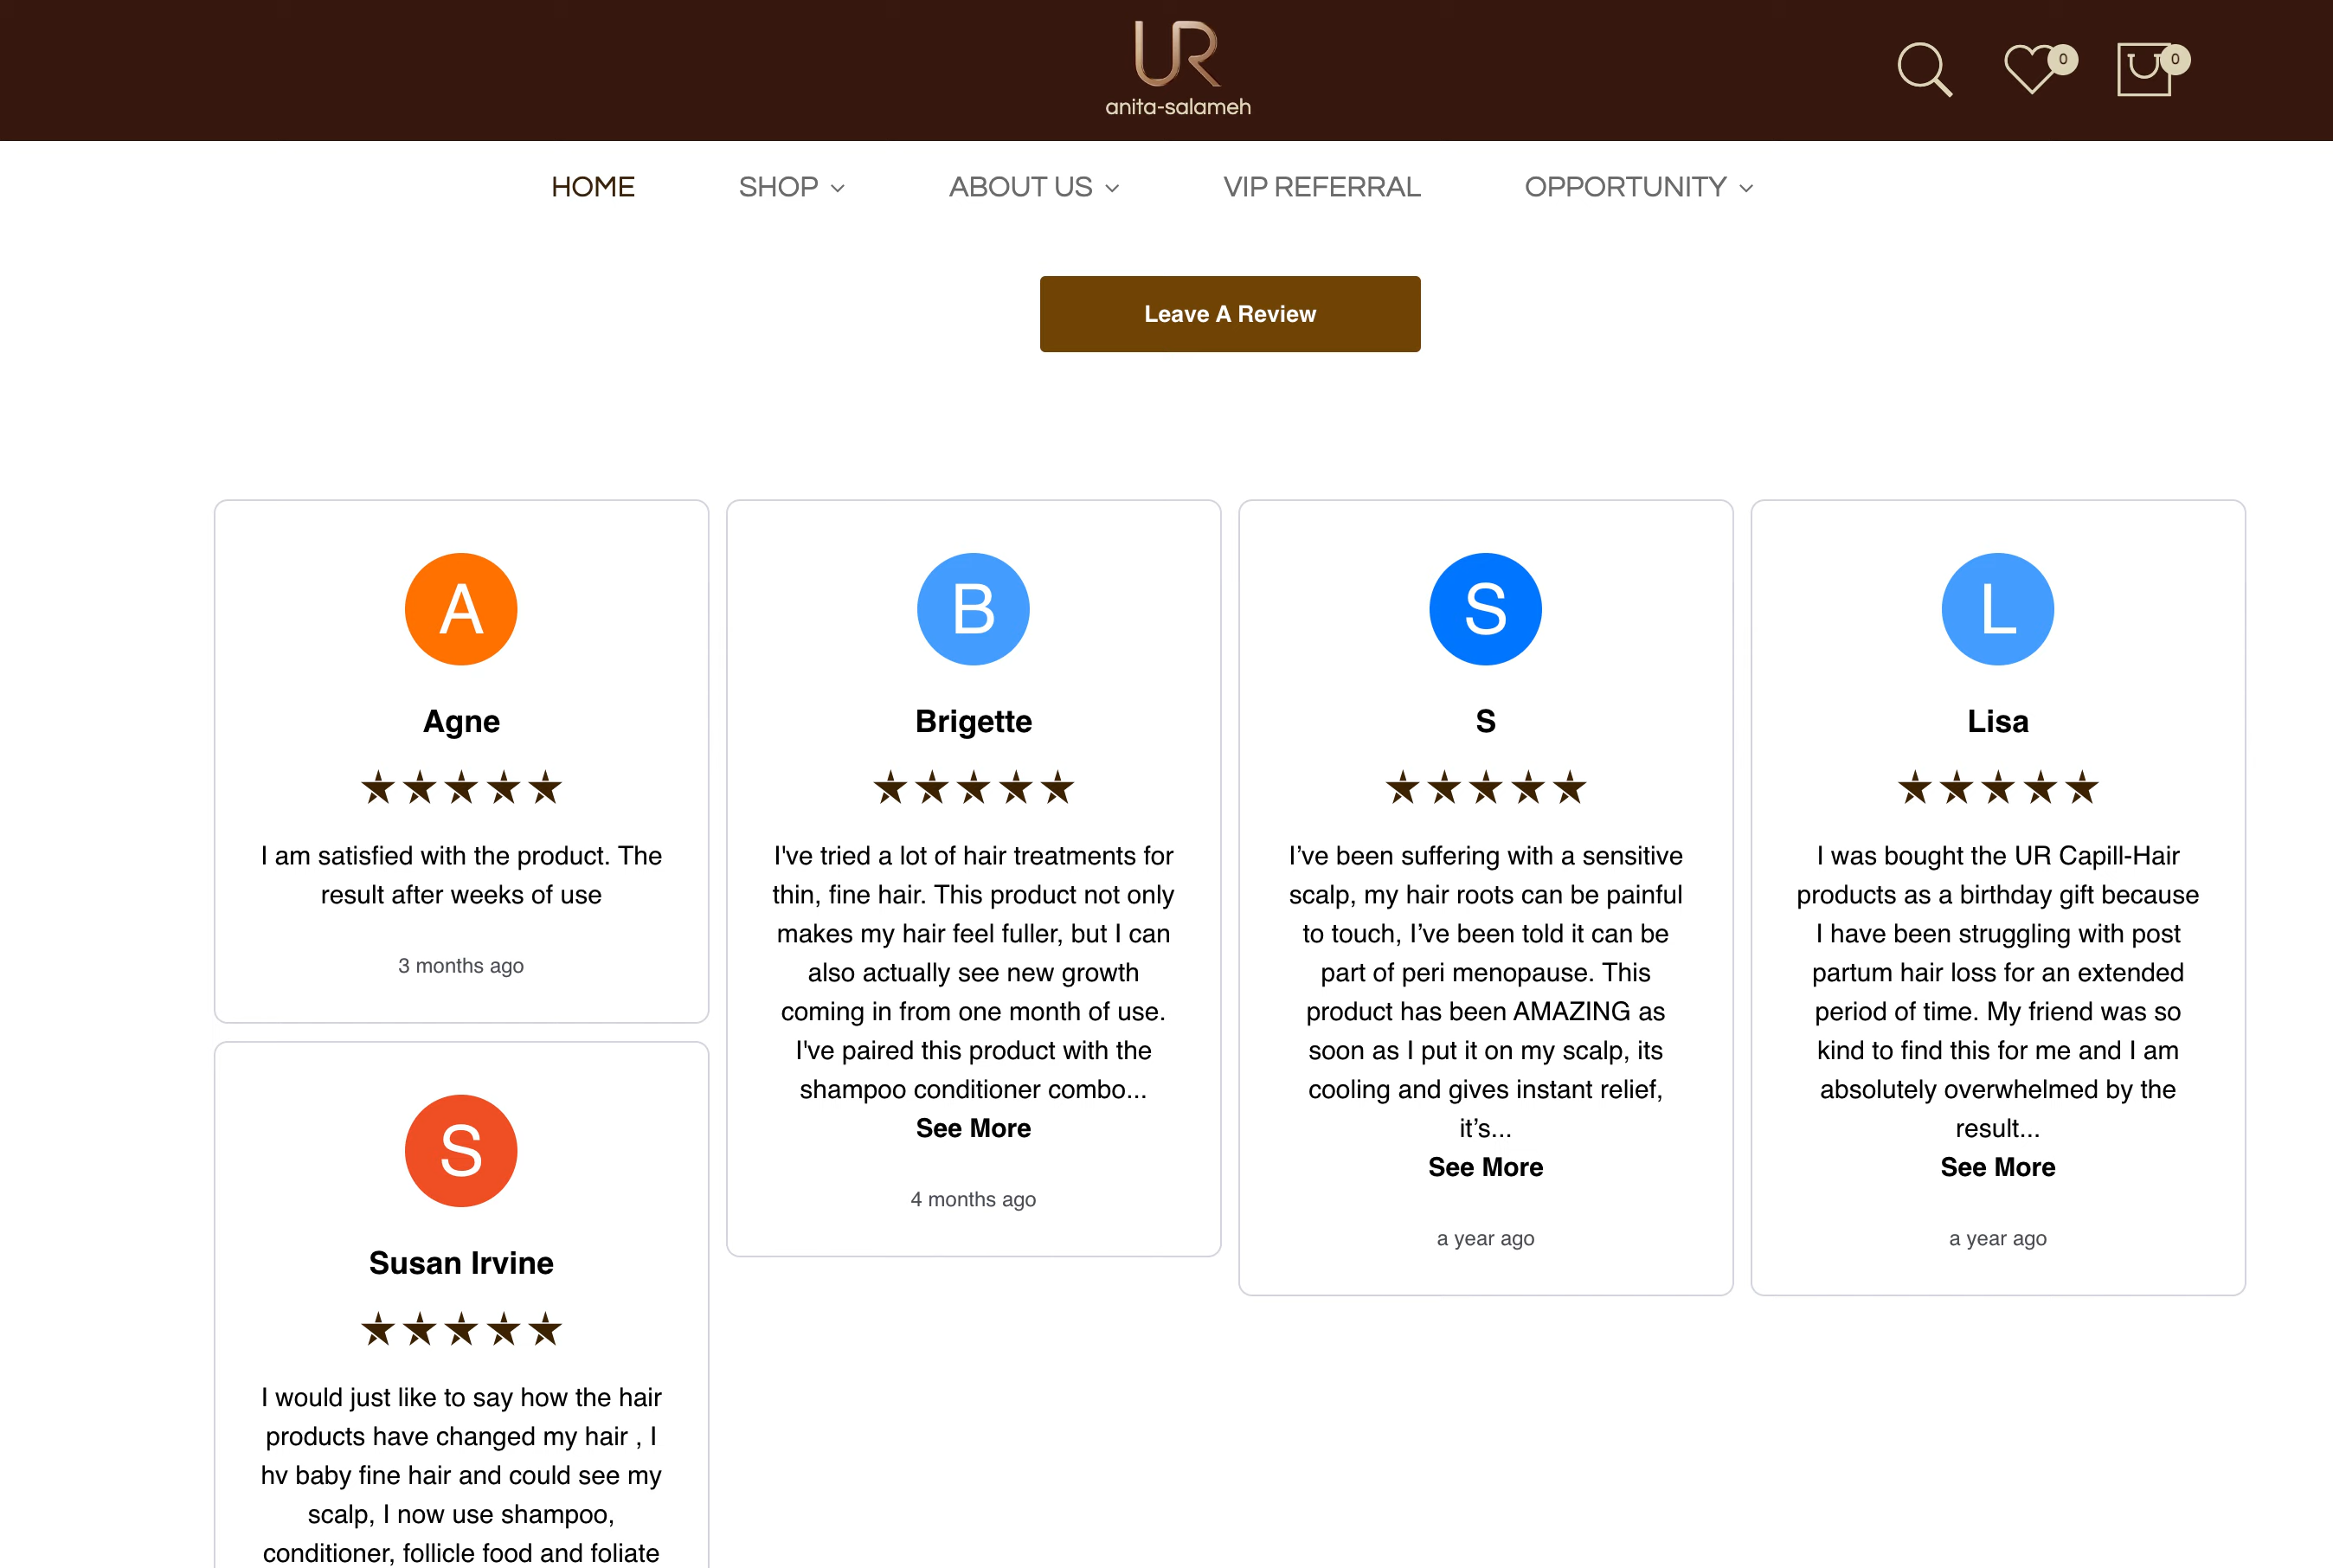 UR
anita-salameh
0
0
HOME
SHOP
ABOUT US
VIP REFERRAL
OPPORTUNITY
Leave A Review
A
Agne
I am satisfied with the product. The
result after weeks of use
3 months ago
B
Brigette
I've tried a lot of hair treatments for
thin, fine hair. This product not only
makes my hair feel fuller, but I can
also actually see new growth
coming in from one month of use.
I've paired this product with the
shampoo conditioner combo...
See More
4 months ago
S
S
I’ve been suffering with a sensitive
scalp, my hair roots can be painful
to touch, I’ve been told it can be
part of peri menopause. This
product has been AMAZING as
soon as I put it on my scalp, its
cooling and gives instant relief,
it’s...
See More
a year ago
L
Lisa
I was bought the UR Capill-Hair
products as a birthday gift because
I have been struggling with post
partum hair loss for an extended
period of time. My friend was so
kind to find this for me and I am
absolutely overwhelmed by the
result...
See More
a year ago
S
Susan Irvine
I would just like to say how the hair
products have changed my hair , I
hv baby fine hair and could see my
scalp, I now use shampoo,
conditioner, follicle food and foliate